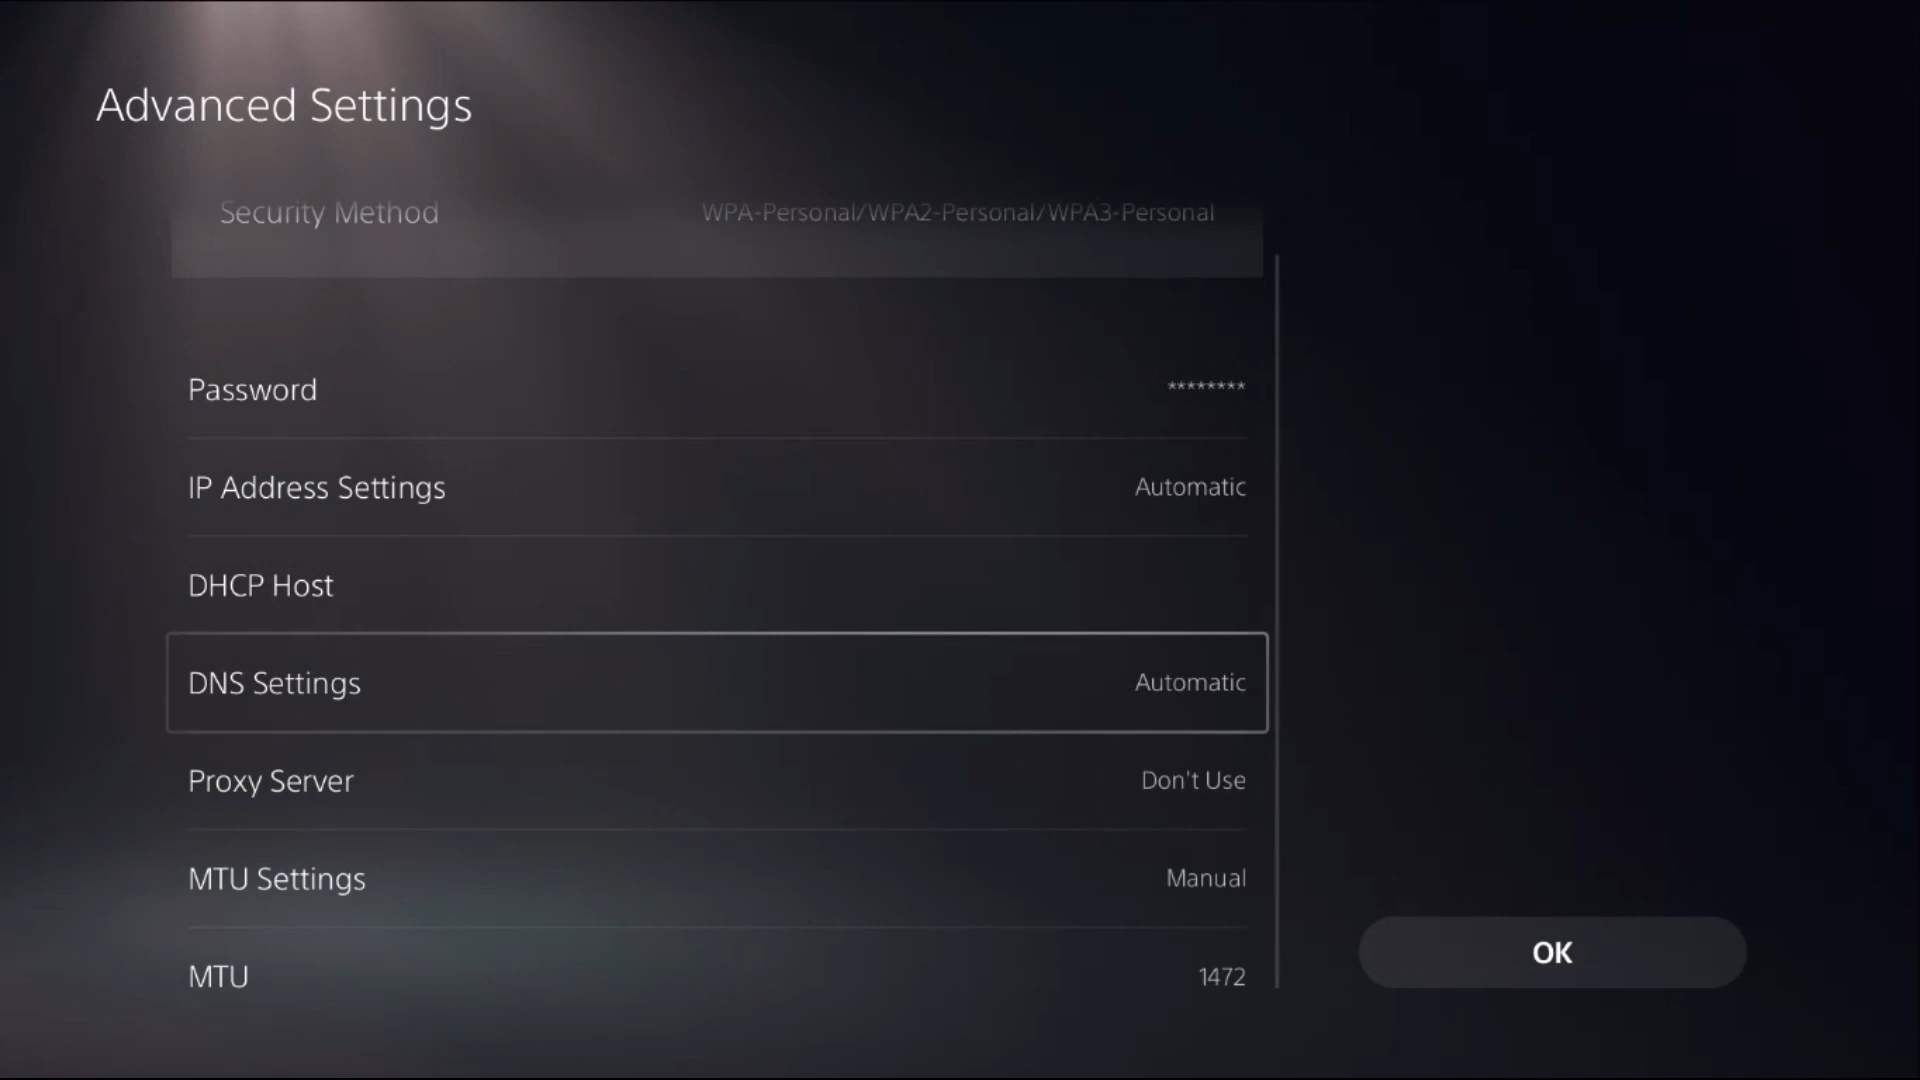 Advanced Settings
Security Method WPA-Personal/WPA2-Personal/WPA3-Personal
Password ********
IP Address Settings Automatic
DHCP Host
DNS Settings Automatic
Proxy Server Don't Use
MTU Settings Manual
MTU 1472
OK